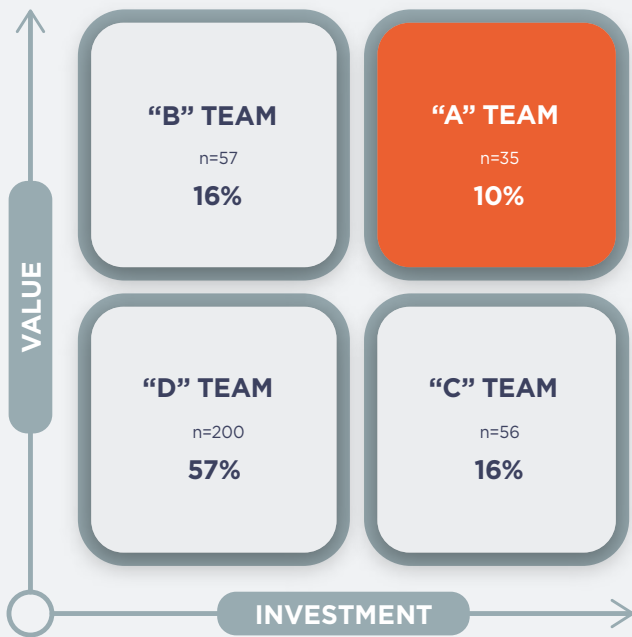 “B” TEAM
n=57
16%
“A” TEAM
n=35
10%
VALUE
“D” TEAM
n=200
57%
“C” TEAM
n=56
16%
INVESTMENT